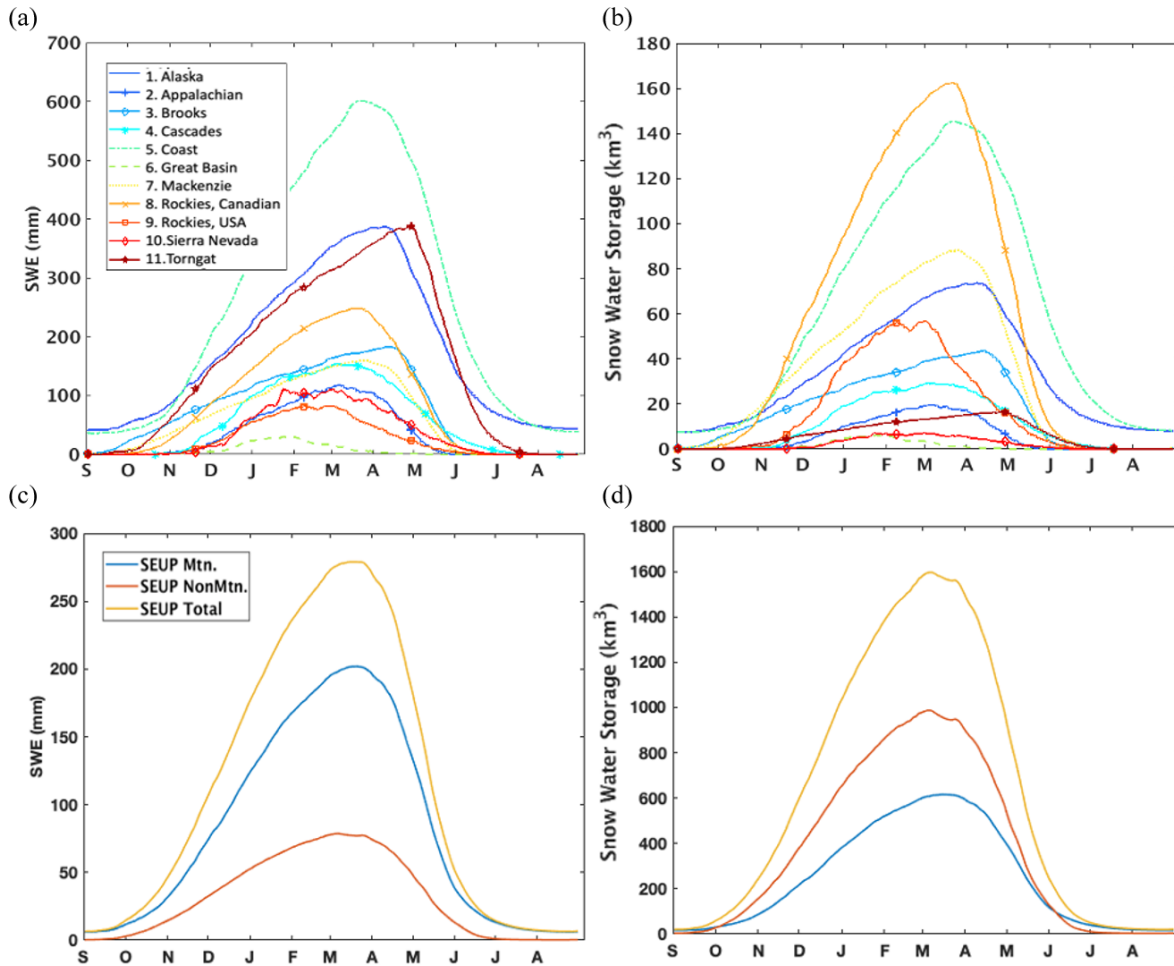 (a)
SWE (mm)
700
600
500
400
300
200
100
0
1. Alaska
2. Appalachian
3. Brooks
4. Cascades
5. Coast
6. Great Basin
7. Mackenzie
8. Rockies, Canadian
9. Rockies, USA
10.Sierra Nevada
11.Torngat
S O N D J F M A M J J A
(b)
Snow Water Storage (km³)
180
160
140
120
100
80
60
40
20
0
S O N D J F M A M J J A
(c)
SWE (mm)
300
250
200
150
100
50
0
SEUP Mtn.
SEUP NonMtn.
SEUP Total
S O N D J F M A M J J A
(d)
Snow Water Storage (km³)
1800
1600
1400
1200
1000
800
600
400
200
0
S O N D J F M A M J J A